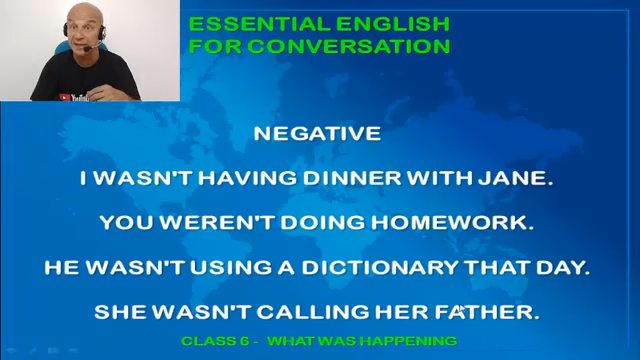 ESSENTIAL ENGLISH
FOR CONVERSATION
NEGATIVE
I WASN'T HAVING DINNER WITH JANE.
YOU WEREN'T DOING HOMEWORK.
HE WASN'T USING A DICTIONARY THAT DAY.
SHE WASN'T CALLING HER FATHER.
CLASS 6 - WHAT WAS HAPPENING